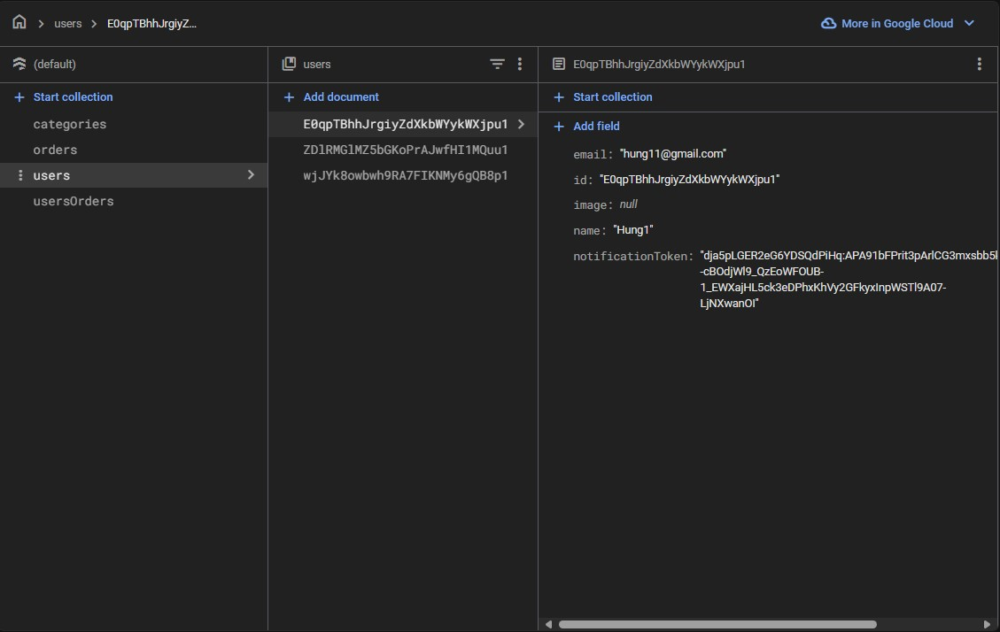 users
E0qpTBhhJrgiyZ...
More in Google Cloud
(default)
users
E0qpTBhhJrgiyZdXkbWYykWXjpu1
Start collection
categories
orders
users
usersOrders
Add document
E0qpTBhhJrgiyZdXkbWYykWXjpu1
ZDlRMGlMZ5bGKoPrAJwfHI1MQuu1
wjJYk8owbwh9RA7FIKNMy6gQB8p1
Start collection
Add field
email: "hung11@gmail.com"
id: "E0qpTBhhJrgiyZdXkbWYykWXjpu1"
image: null
name: "Hung1"
notificationToken: "dja5pLGER2eG6YDSQdPiHq:APA91bFPrit3pArlCG3mxsbb5
-cBOdjWl9_QzEoWFOUB-
1_EWXajHL5ck3eDPhxKhVy2GFkyxInpWSTl9A07-
LjNXwanOI"